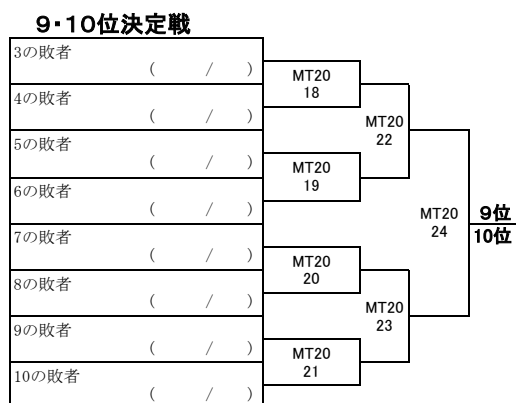 9・10位決定戦
3の敗者
(　　/　　)
4の敗者
(　　/　　)
5の敗者
(　　/　　)
6の敗者
(　　/　　)
7の敗者
(　　/　　)
8の敗者
(　　/　　)
9の敗者
(　　/　　)
10の敗者
(　　/　　)
MT20
18
MT20
19
MT20
20
MT20
21
MT20
22
MT20
23
MT20
24
9位
10位